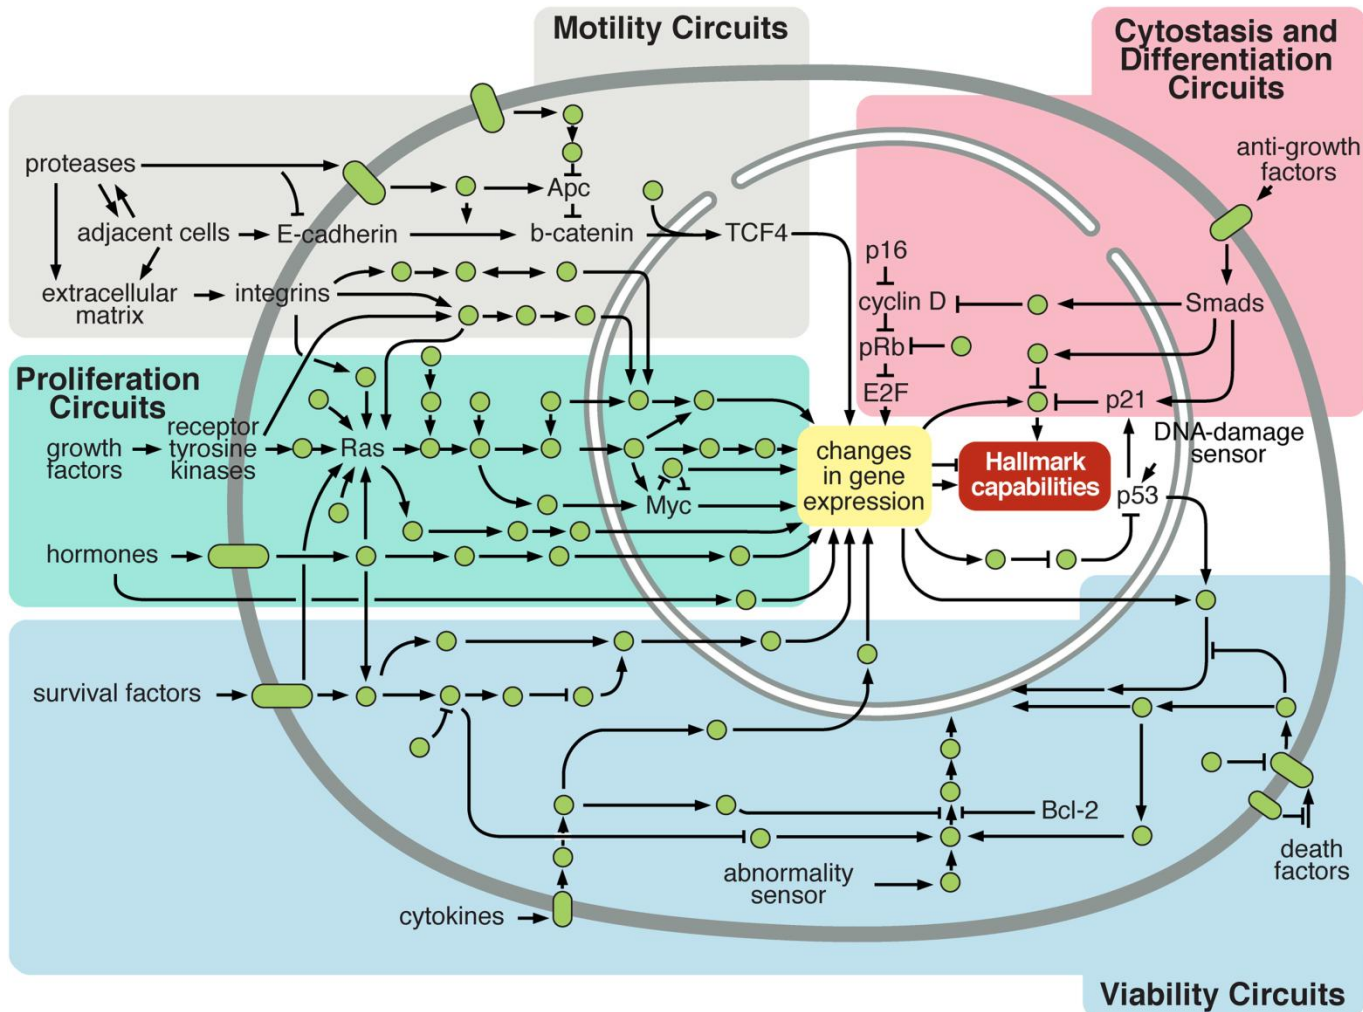 Motility Circuits
Cytostasis and
Differentiation
Circuits
proteases
adjacent cells
E-cadherin
Apc
b-catenin
TCF4
extracellular
matrix
integrins
anti-growth
factors
p16
cyclin D
Smads
pRb
E2F
p21
DNA-damage
sensor
p53
Proliferation
Circuits
growth
factors
receptor
tyrosine
kinases
Ras
Myc
hormones
changes
in gene
expression
Hallmark
capabilities
survival factors
Bcl-2
abnormality
sensor
cytokines
death
factors
Viability Circuits